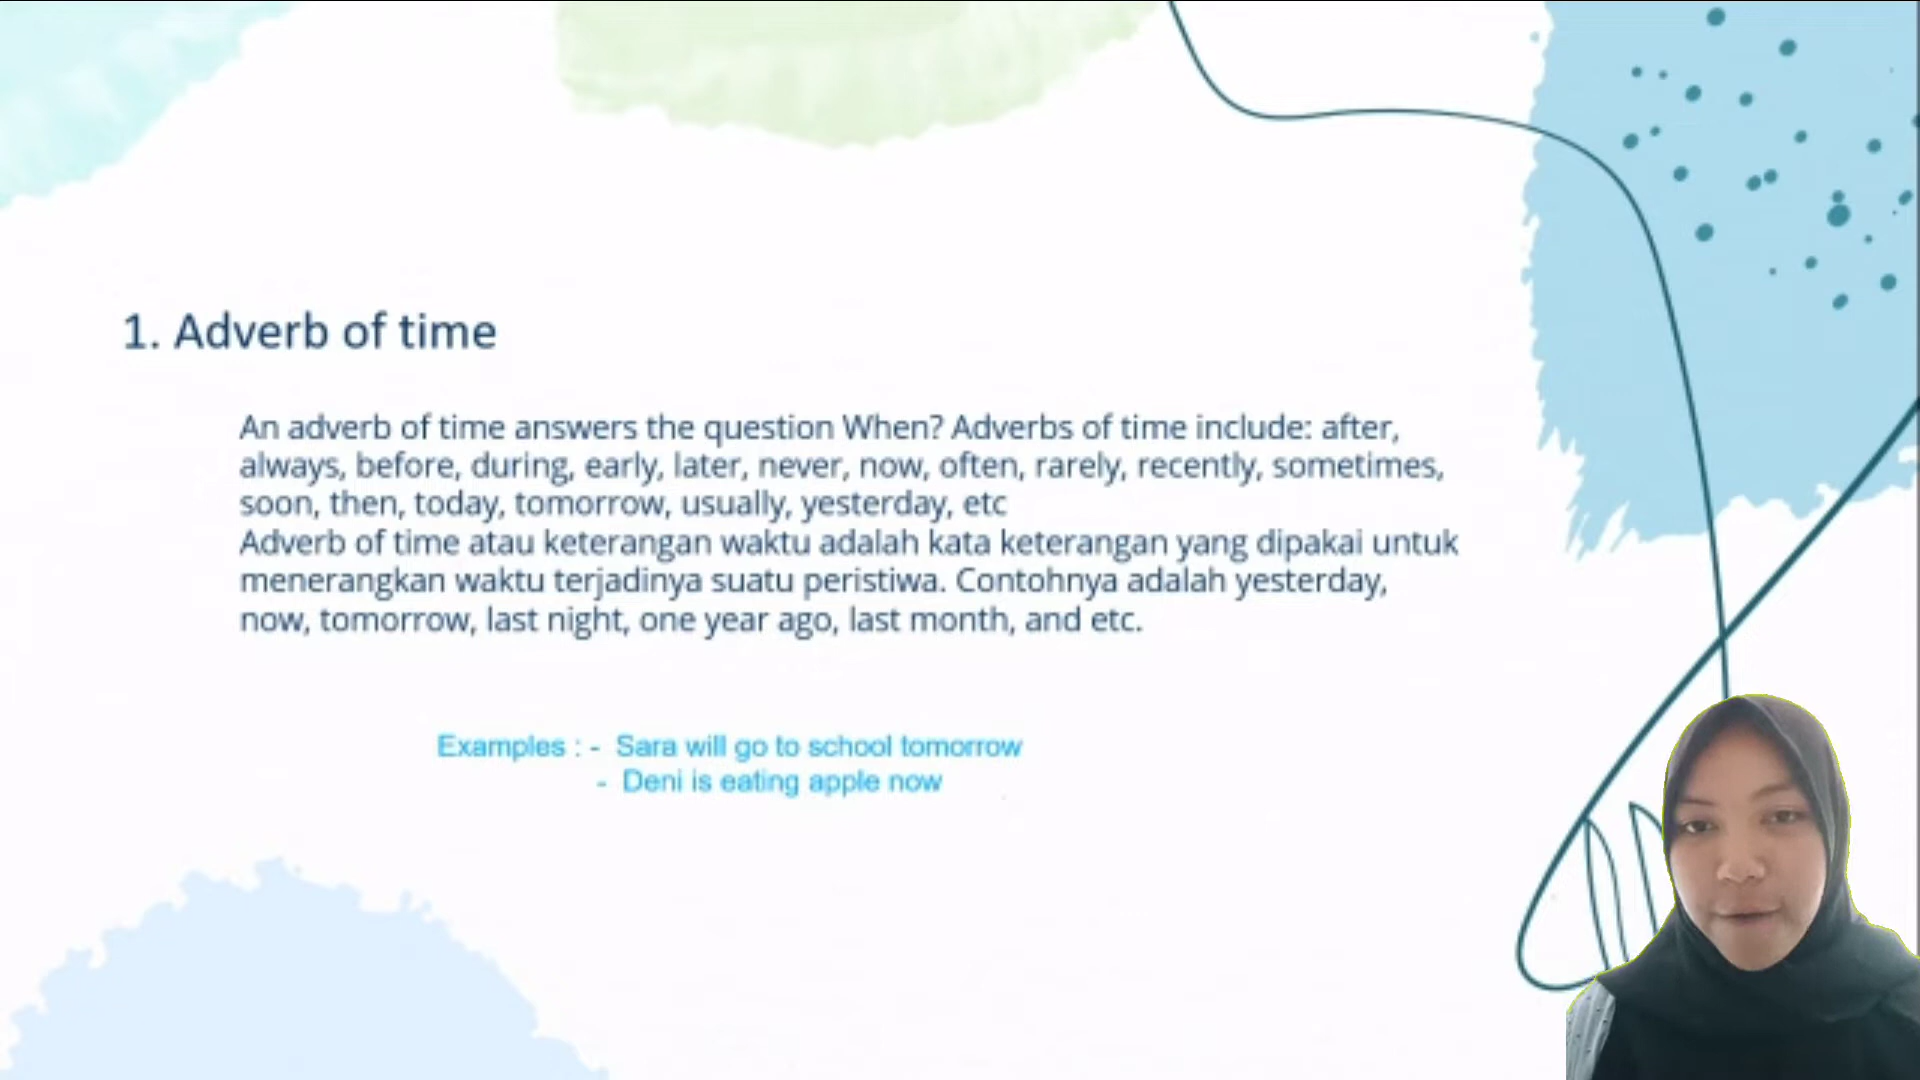 1. Adverb of time
An adverb of time answers the question When? Adverbs of time include: after,
always, before, during, early, later, never, now, often, rarely, recently, sometimes,
soon, then, today, tomorrow, usually, yesterday, etc
Adverb of time atau keterangan waktu adalah kata keterangan yang dipakai untuk
menerangkan waktu terjadinya suatu peristiwa. Contohnya adalah yesterday,
now, tomorrow, last night, one year ago, last month, and etc.
Examples : - Sara will go to school tomorrow
- Deni is eating apple now